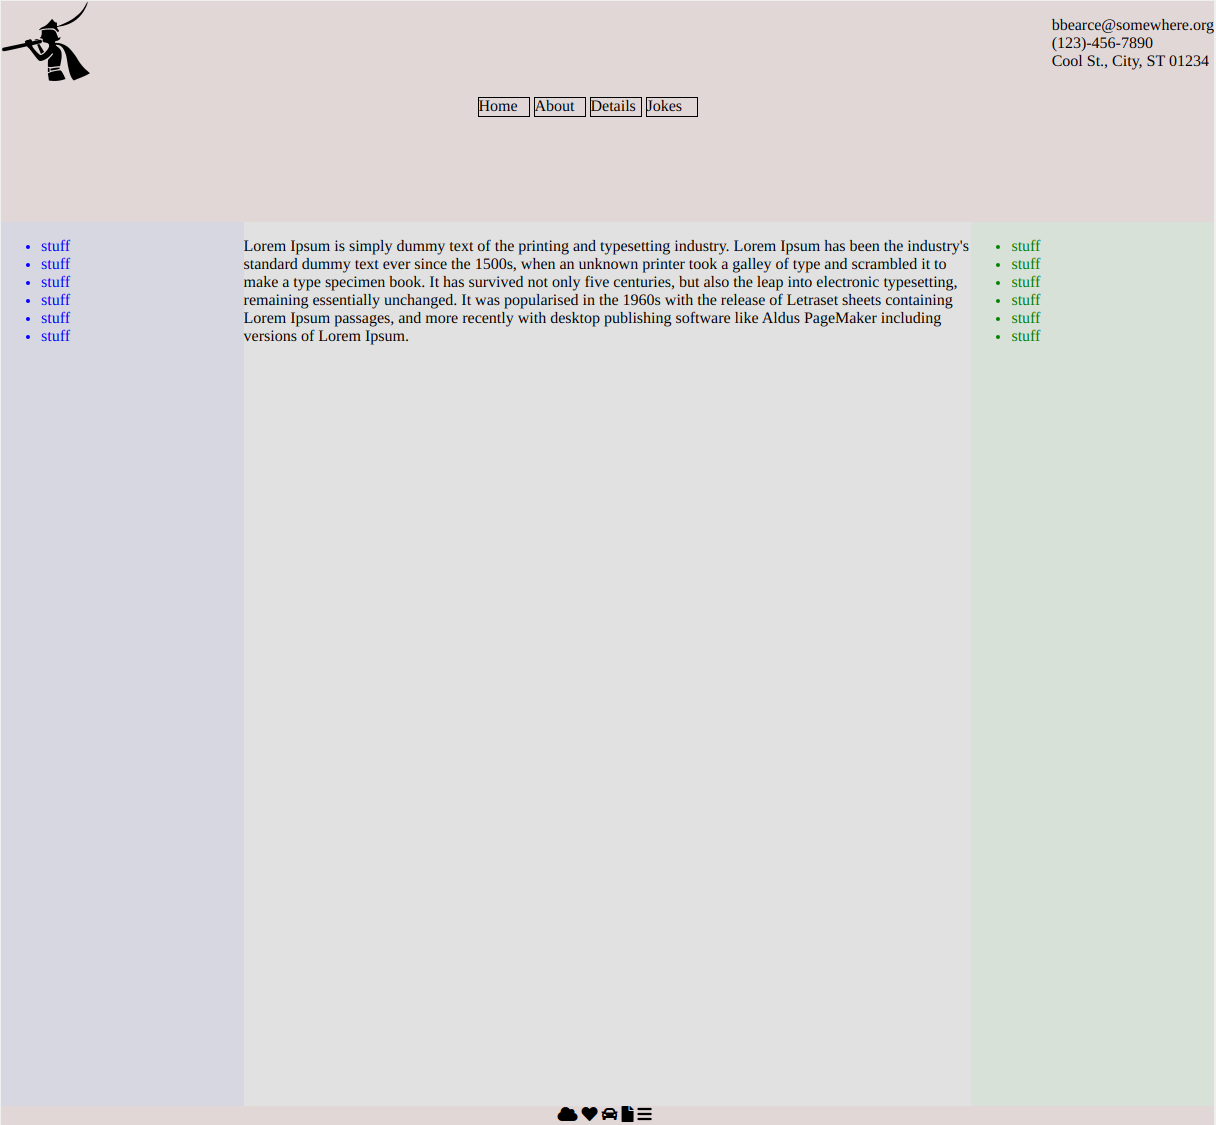 bbearce@somewhere.org
(123)-456-7890
Cool St., City, ST 01234
Home About Details Jokes
stuff
stuff
stuff
stuff
stuff
stuff
Lorem Ipsum is simply dummy text of the printing and typesetting industry. Lorem Ipsum has been the industry's
standard dummy text ever since the 1500s, when an unknown printer took a galley of type and scrambled it to
make a type specimen book. It has survived not only five centuries, but also the leap into electronic typesetting,
remaining essentially unchanged. It was popularised in the 1960s with the release of Letraset sheets containing
Lorem Ipsum passages, and more recently with desktop publishing software like Aldus PageMaker including
versions of Lorem Ipsum.
stuff
stuff
stuff
stuff
stuff
stuff